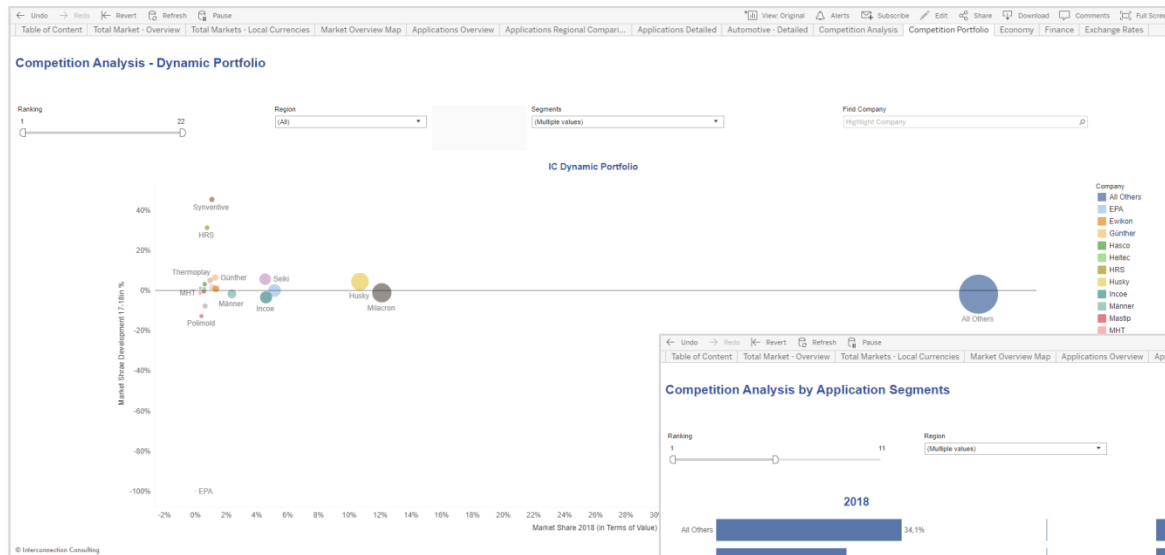 ← Undo → Redo Revert Refresh Pause View: Original Alerts Subscribe Edit Share Download Comments Full Scree
Table of Content Total Market - Overview Total Markets - Local Currencies Market Overview Map Applications Overview Applications Regional Compari... Applications Detailed Automotive - Detailed Competition Analysis Competition Portfolio Economy Finance Exchange Rates
Competition Analysis - Dynamic Portfolio
Ranking Region Segments Find Company
1 22 (All) (Multiple values) Highlight Company
IC Dynamic Portfolio
Company
All Others
EPA
Ewikon
Günther
Hasco
Heitec
HRS
Husky
Incoe
Männer
Mastip
MHT
Market Shrae Development 17-18in %
40%
20%
0%
-20%
-40%
-60%
-80%
-100%
Synventive
HRS
Thermoplay
Günther
Seiki
MHT
Männer
Incoe
Husky
Milacron
Polimold
All Others
EPA
-2% 0% 2% 4% 6% 8% 10% 12% 14% 16% 18% 20% 22% 24% 26% 28% 30
Market Share 2018 (in Terms of Value)
© Interconnection Consulting
← Undo → Redo Revert Refresh Pause
Table of Content Total Market - Overview Total Markets - Local Currencies Market Overview Map Applications Overview Ap
Competition Analysis by Application Segments
Ranking Region
1 11 (Multiple values)
2018
All Others 34,1%